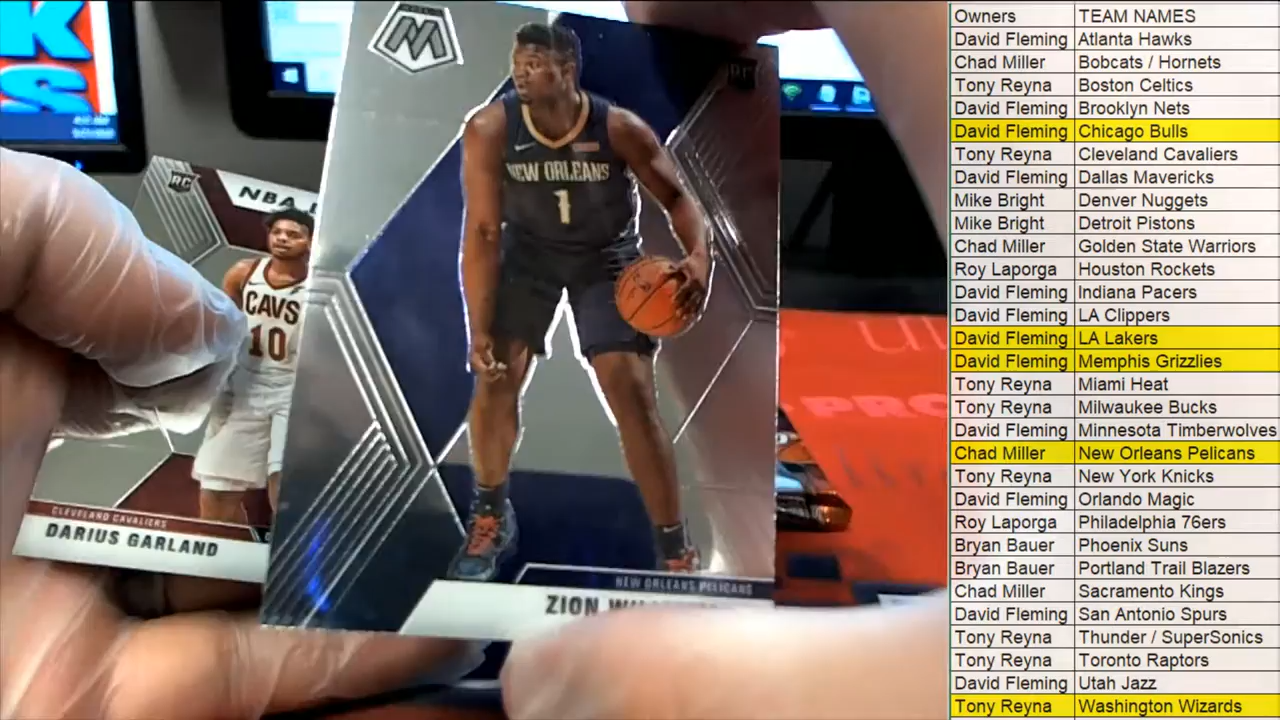 K
S
RC
NBA
CAVS
10
CLEVELAND CAVALIERS
DARIUS GARLAND
M
RC
NEW ORLEANS
1
NEW ORLEANS PELICANS
ZION
PRO
Owners TEAM NAMES
David Fleming Atlanta Hawks
Chad Miller Bobcats / Hornets
Tony Reyna Boston Celtics
David Fleming Brooklyn Nets
David Fleming Chicago Bulls
Tony Reyna Cleveland Cavaliers
David Fleming Dallas Mavericks
Mike Bright Denver Nuggets
Mike Bright Detroit Pistons
Chad Miller Golden State Warriors
Roy Laporga Houston Rockets
David Fleming Indiana Pacers
David Fleming LA Clippers
David Fleming LA Lakers
David Fleming Memphis Grizzlies
Tony Reyna Miami Heat
Tony Reyna Milwaukee Bucks
David Fleming Minnesota Timberwolves
Chad Miller New Orleans Pelicans
Tony Reyna New York Knicks
David Fleming Orlando Magic
Roy Laporga Philadelphia 76ers
Bryan Bauer Phoenix Suns
Bryan Bauer Portland Trail Blazers
Chad Miller Sacramento Kings
David Fleming San Antonio Spurs
Tony Reyna Thunder / SuperSonics
Tony Reyna Toronto Raptors
David Fleming Utah Jazz
Tony Reyna Washington Wizards